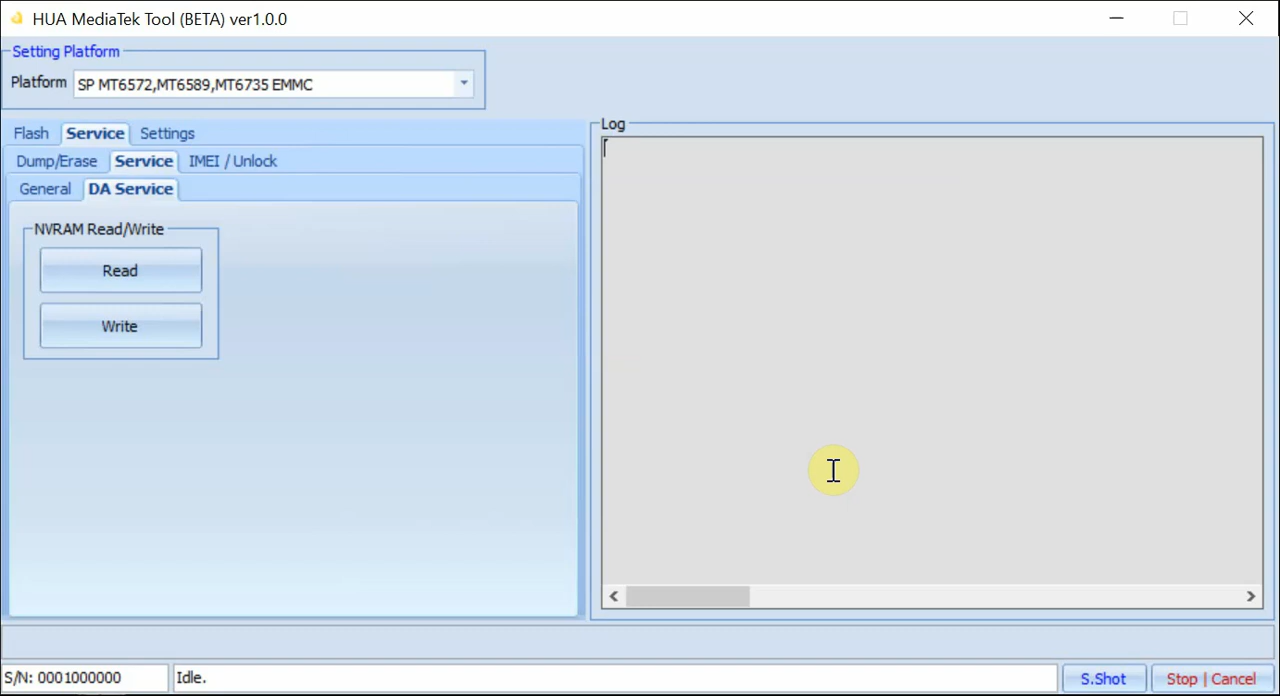 HUA MediaTek Tool (BETA) ver1.0.0
Setting Platform
Platform SP MT6572,MT6589,MT6735 EMMC
Flash Service Settings
Log
Dump/Erase Service IMEI / Unlock
General DA Service
NVRAM Read/Write
Read
Write
S/N: 0001000000 Idle. S.Shot Stop | Cancel